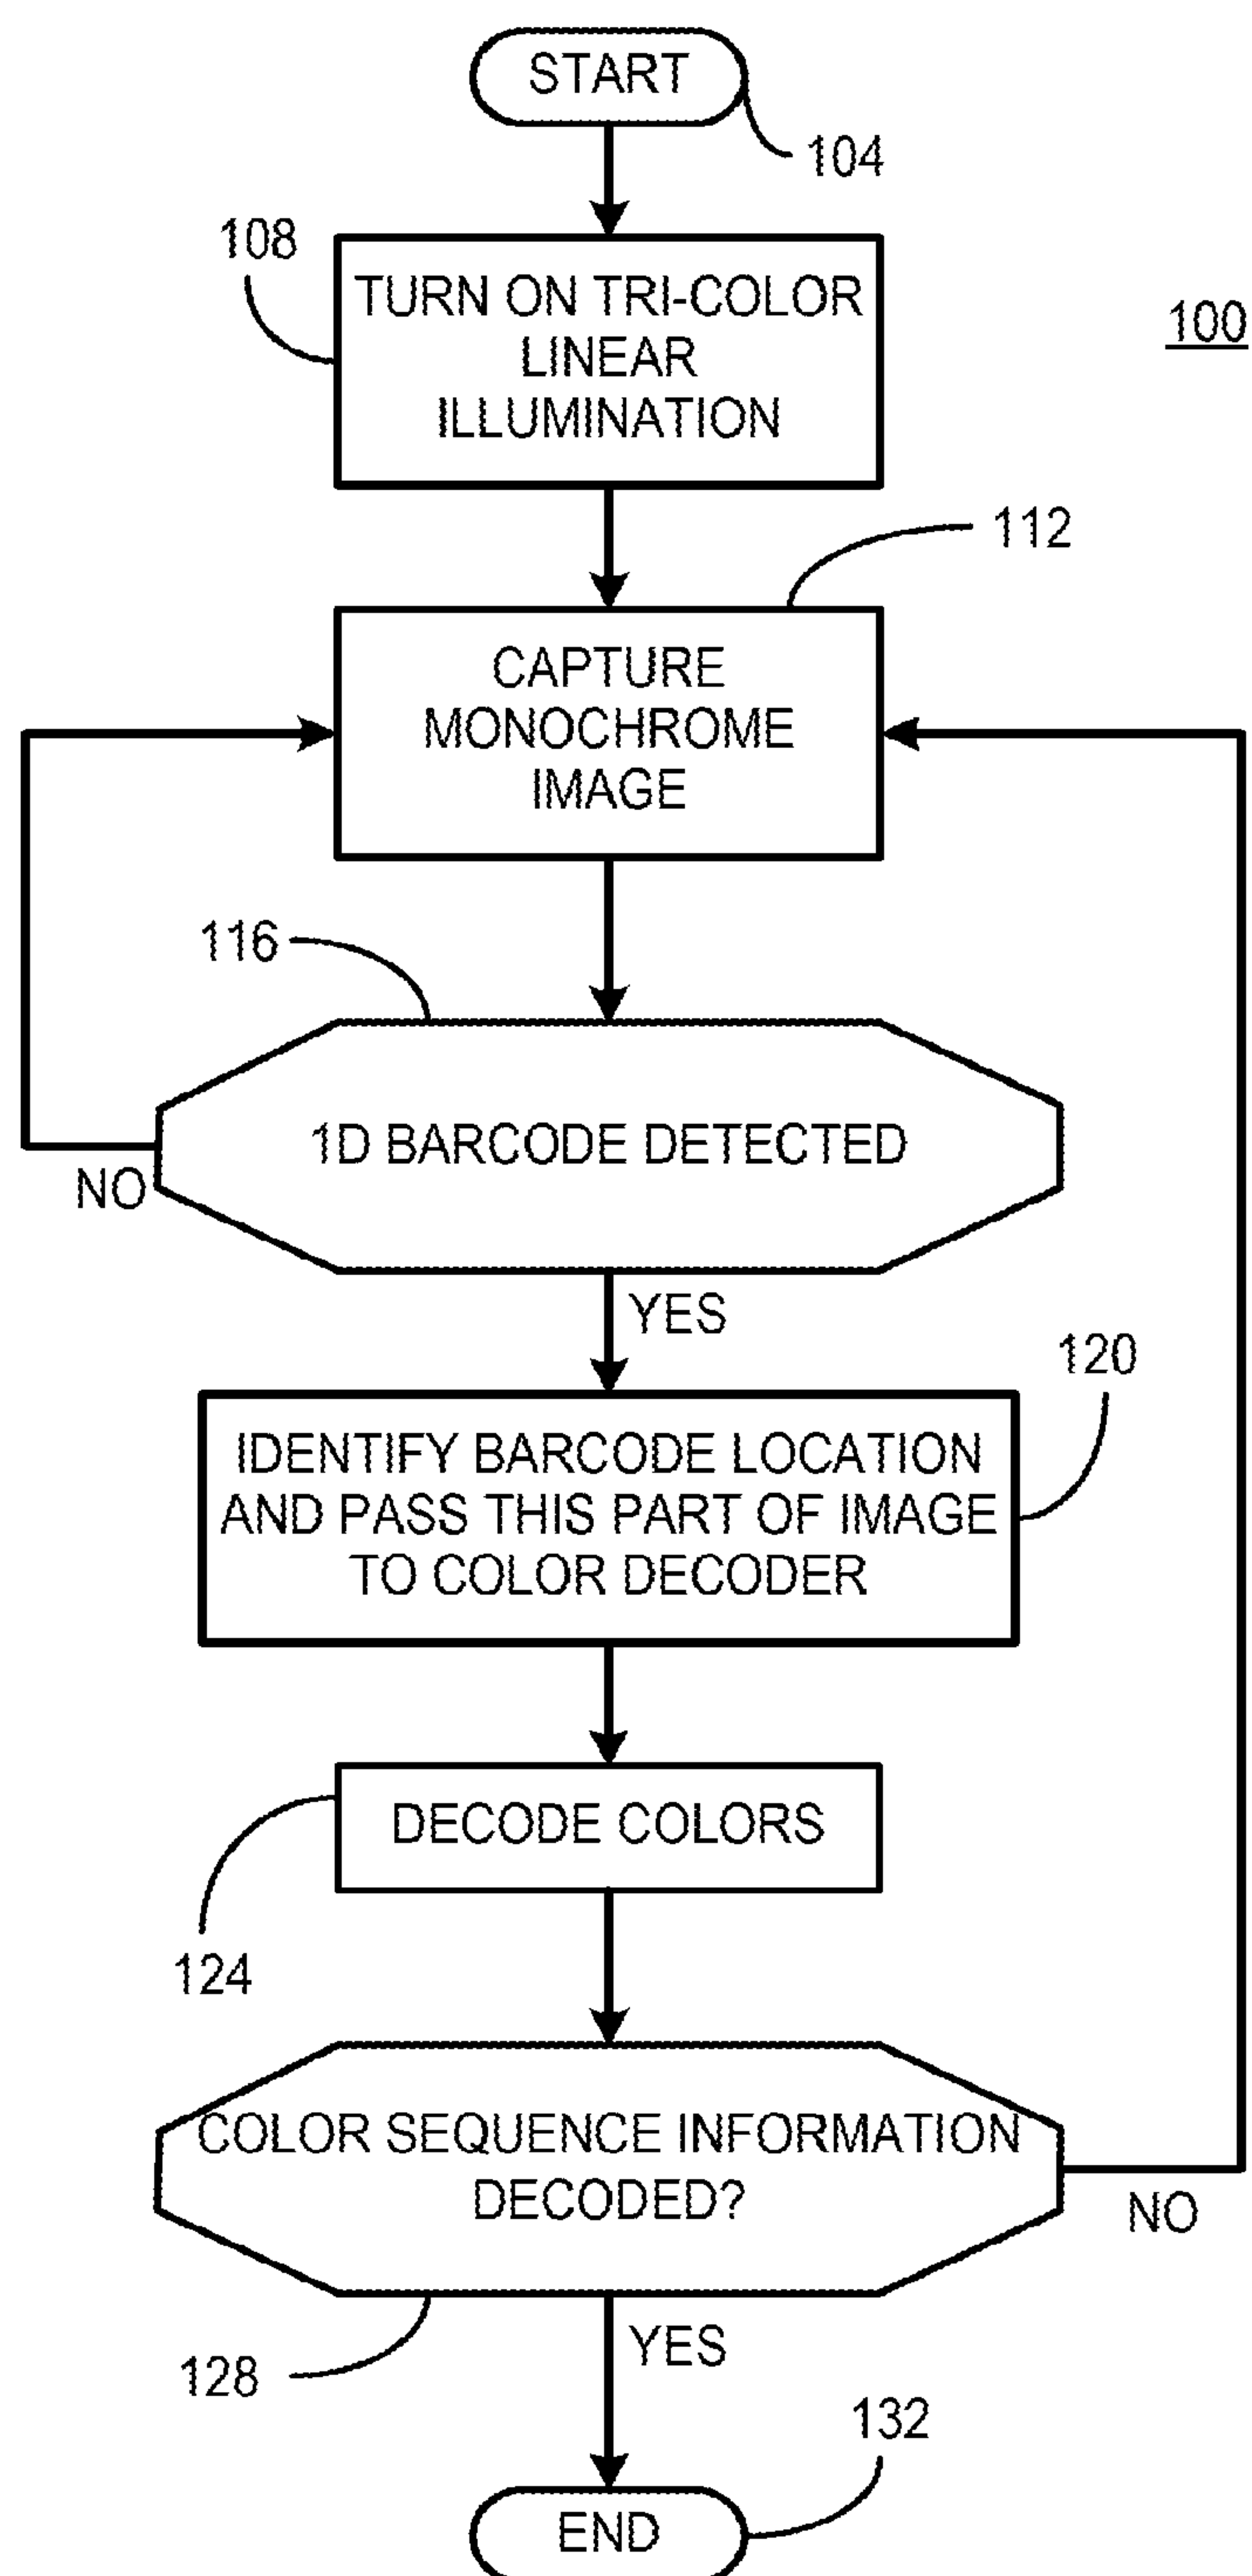 START
104
108
TURN ON TRI-COLOR
LINEAR
ILLUMINATION
100
112
CAPTURE
MONOCHROME
IMAGE
116
1D BARCODE DETECTED
NO
YES
120
IDENTIFY BARCODE LOCATION
AND PASS THIS PART OF IMAGE
TO COLOR DECODER
DECODE COLORS
124
COLOR SEQUENCE INFORMATION
DECODED?
NO
YES
128
132
END